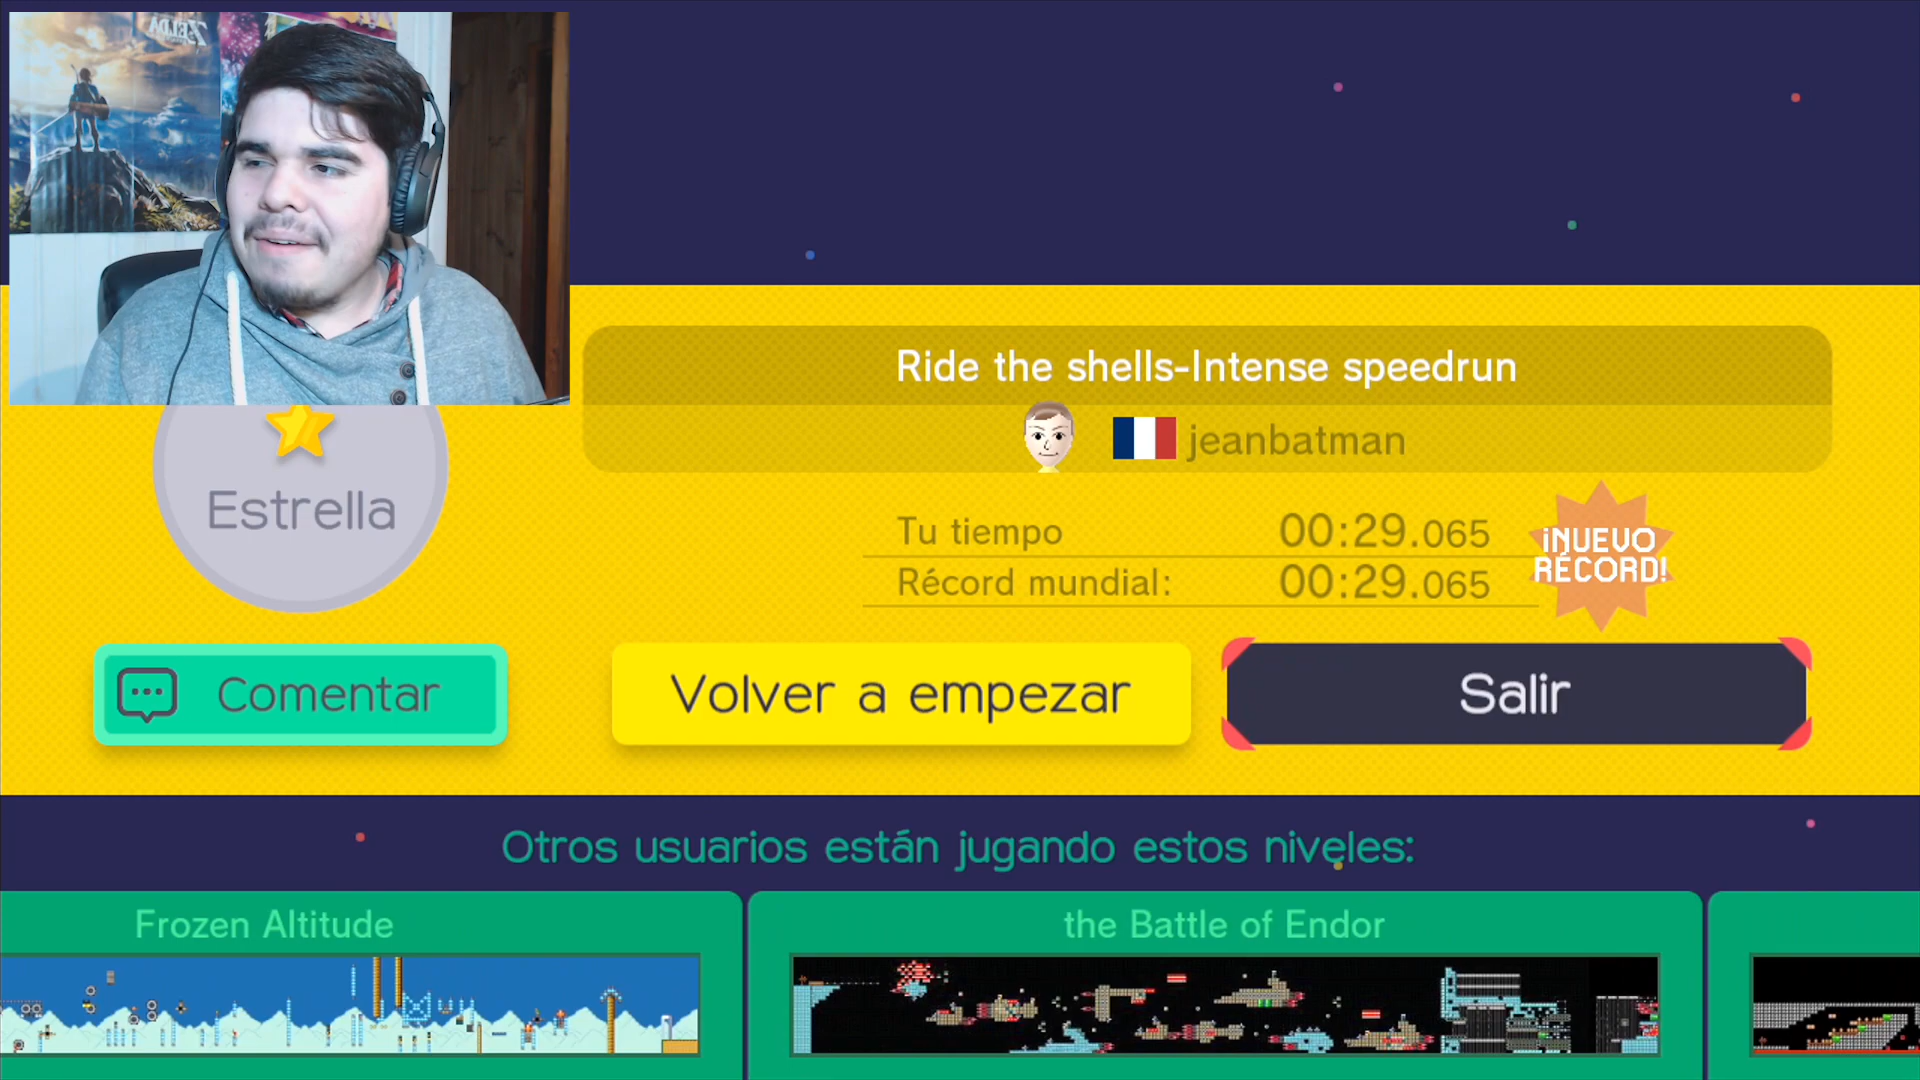 ZELDA
Ride the shells-Intense speedrun
jeanbatman
Estrella
Tu tiempo 00:29.065
Récord mundial: 00:29.065
¡NUEVO
RÉCORD!
Comentar
Volver a empezar
Salir
Otros usuarios están jugando estos niveles:
Frozen Altitude
the Battle of Endor